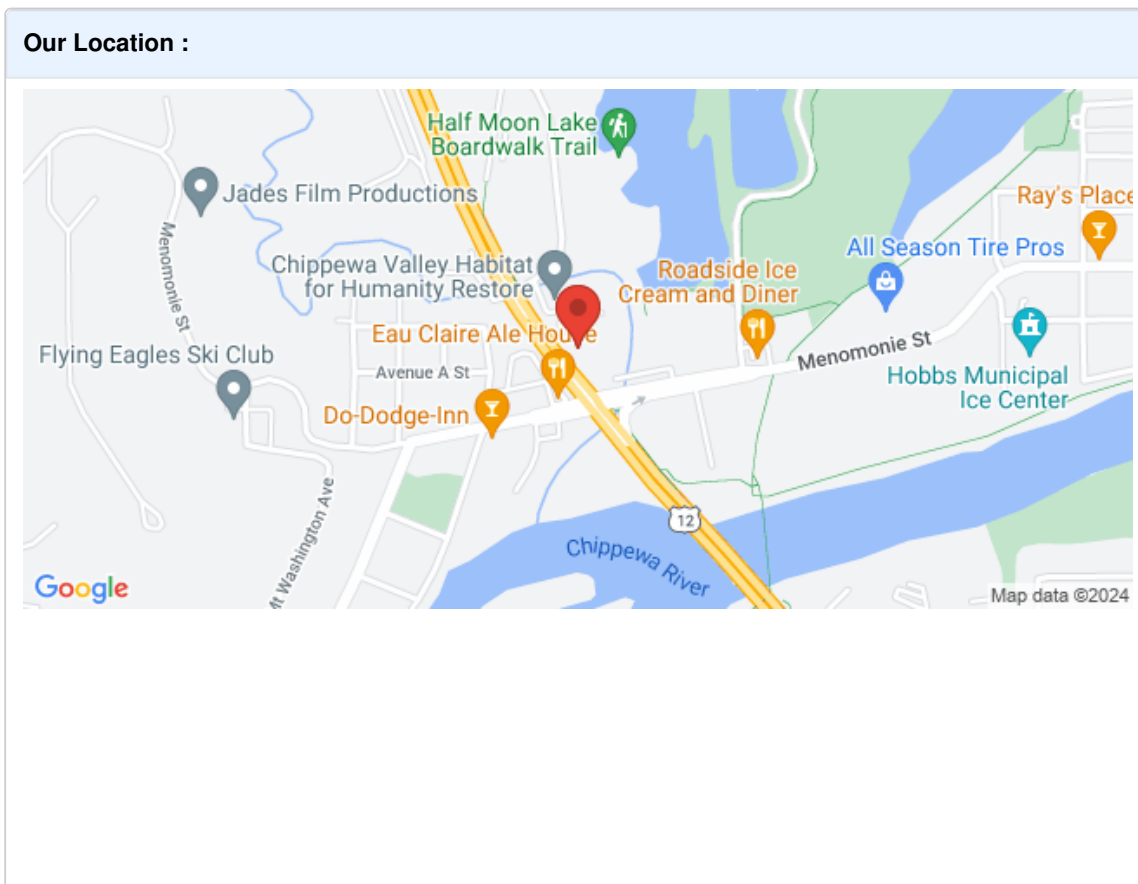 Our Location :
Half Moon Lake
Boardwalk Trail
Jades Film Productions
Ray's Place
Menomonie St
All Season Tire Pros
Chippewa Valley Habitat
for Humanity Restore
Roadside Ice
Cream and Diner
Eau Claire Ale House
Menomonie St
Flying Eagles Ski Club
Avenue A St
Hobbs Municipal
Ice Center
Do-Dodge-Inn
Mt Washington Ave
12
Chippewa River
Google
Map data ©2024